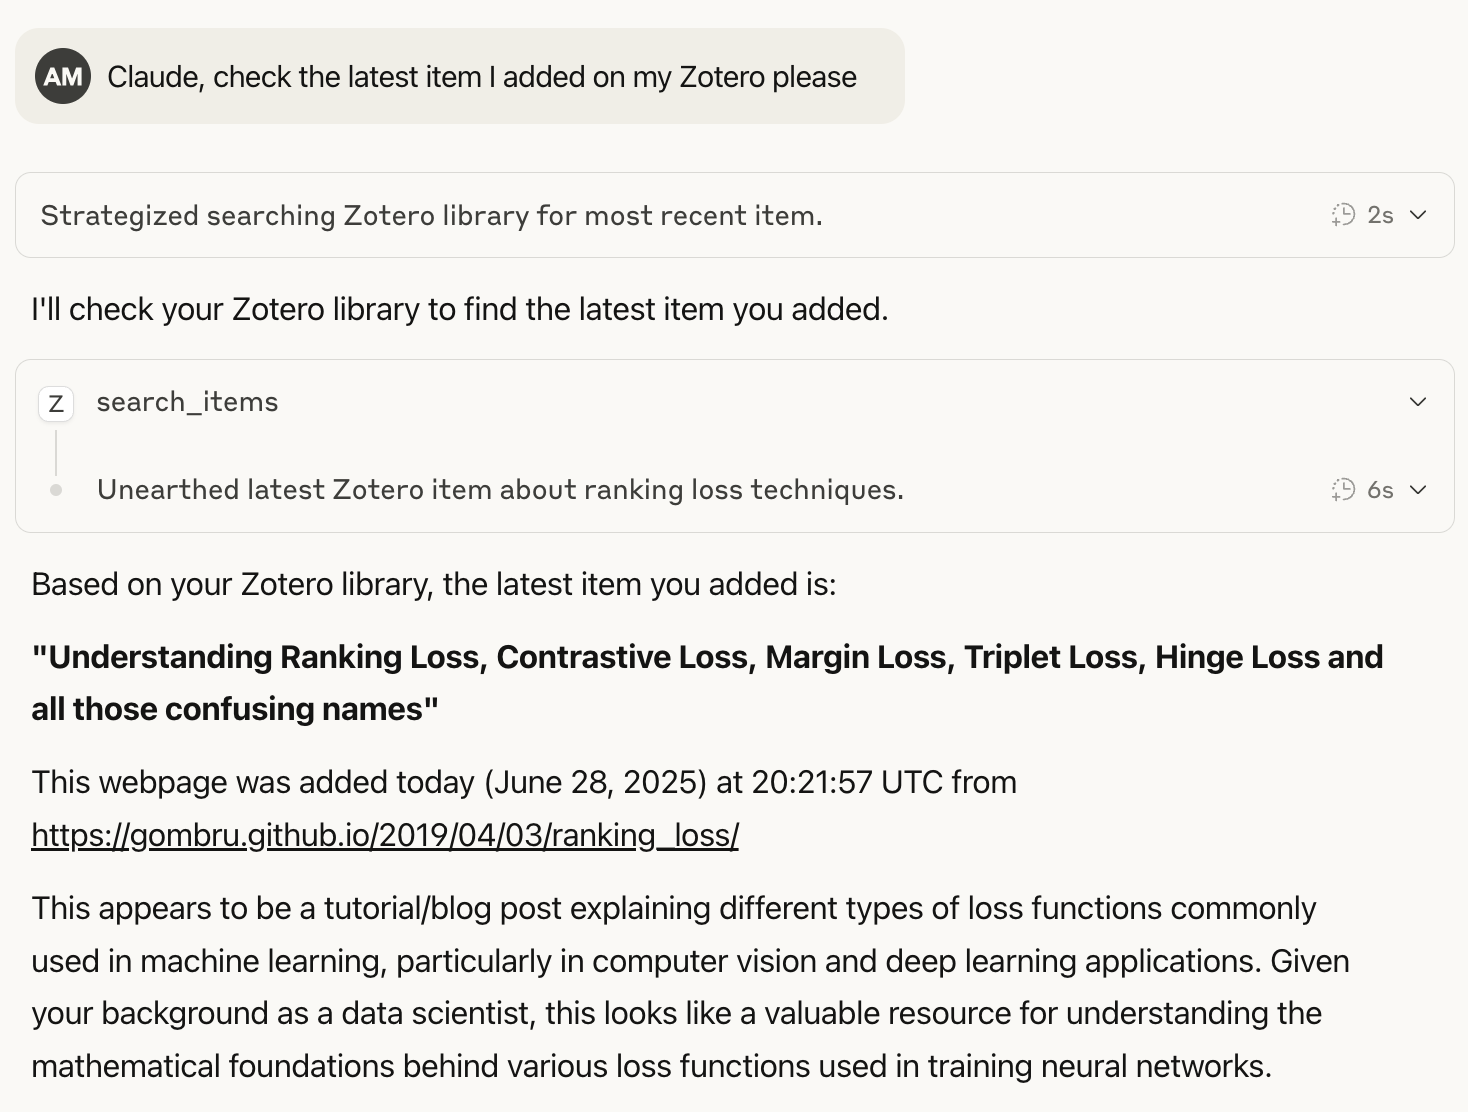 AM Claude, check the latest item I added on my Zotero please
Strategized searching Zotero library for most recent item. 2s
I'll check your Zotero library to find the latest item you added.
Z search_items
Unearthed latest Zotero item about ranking loss techniques. 6s
Based on your Zotero library, the latest item you added is:
"Understanding Ranking Loss, Contrastive Loss, Margin Loss, Triplet Loss, Hinge Loss and
all those confusing names"
This webpage was added today (June 28, 2025) at 20:21:57 UTC from
https://gombru.github.io/2019/04/03/ranking_loss/
This appears to be a tutorial/blog post explaining different types of loss functions commonly
used in machine learning, particularly in computer vision and deep learning applications. Given
your background as a data scientist, this looks like a valuable resource for understanding the
mathematical foundations behind various loss functions used in training neural networks.